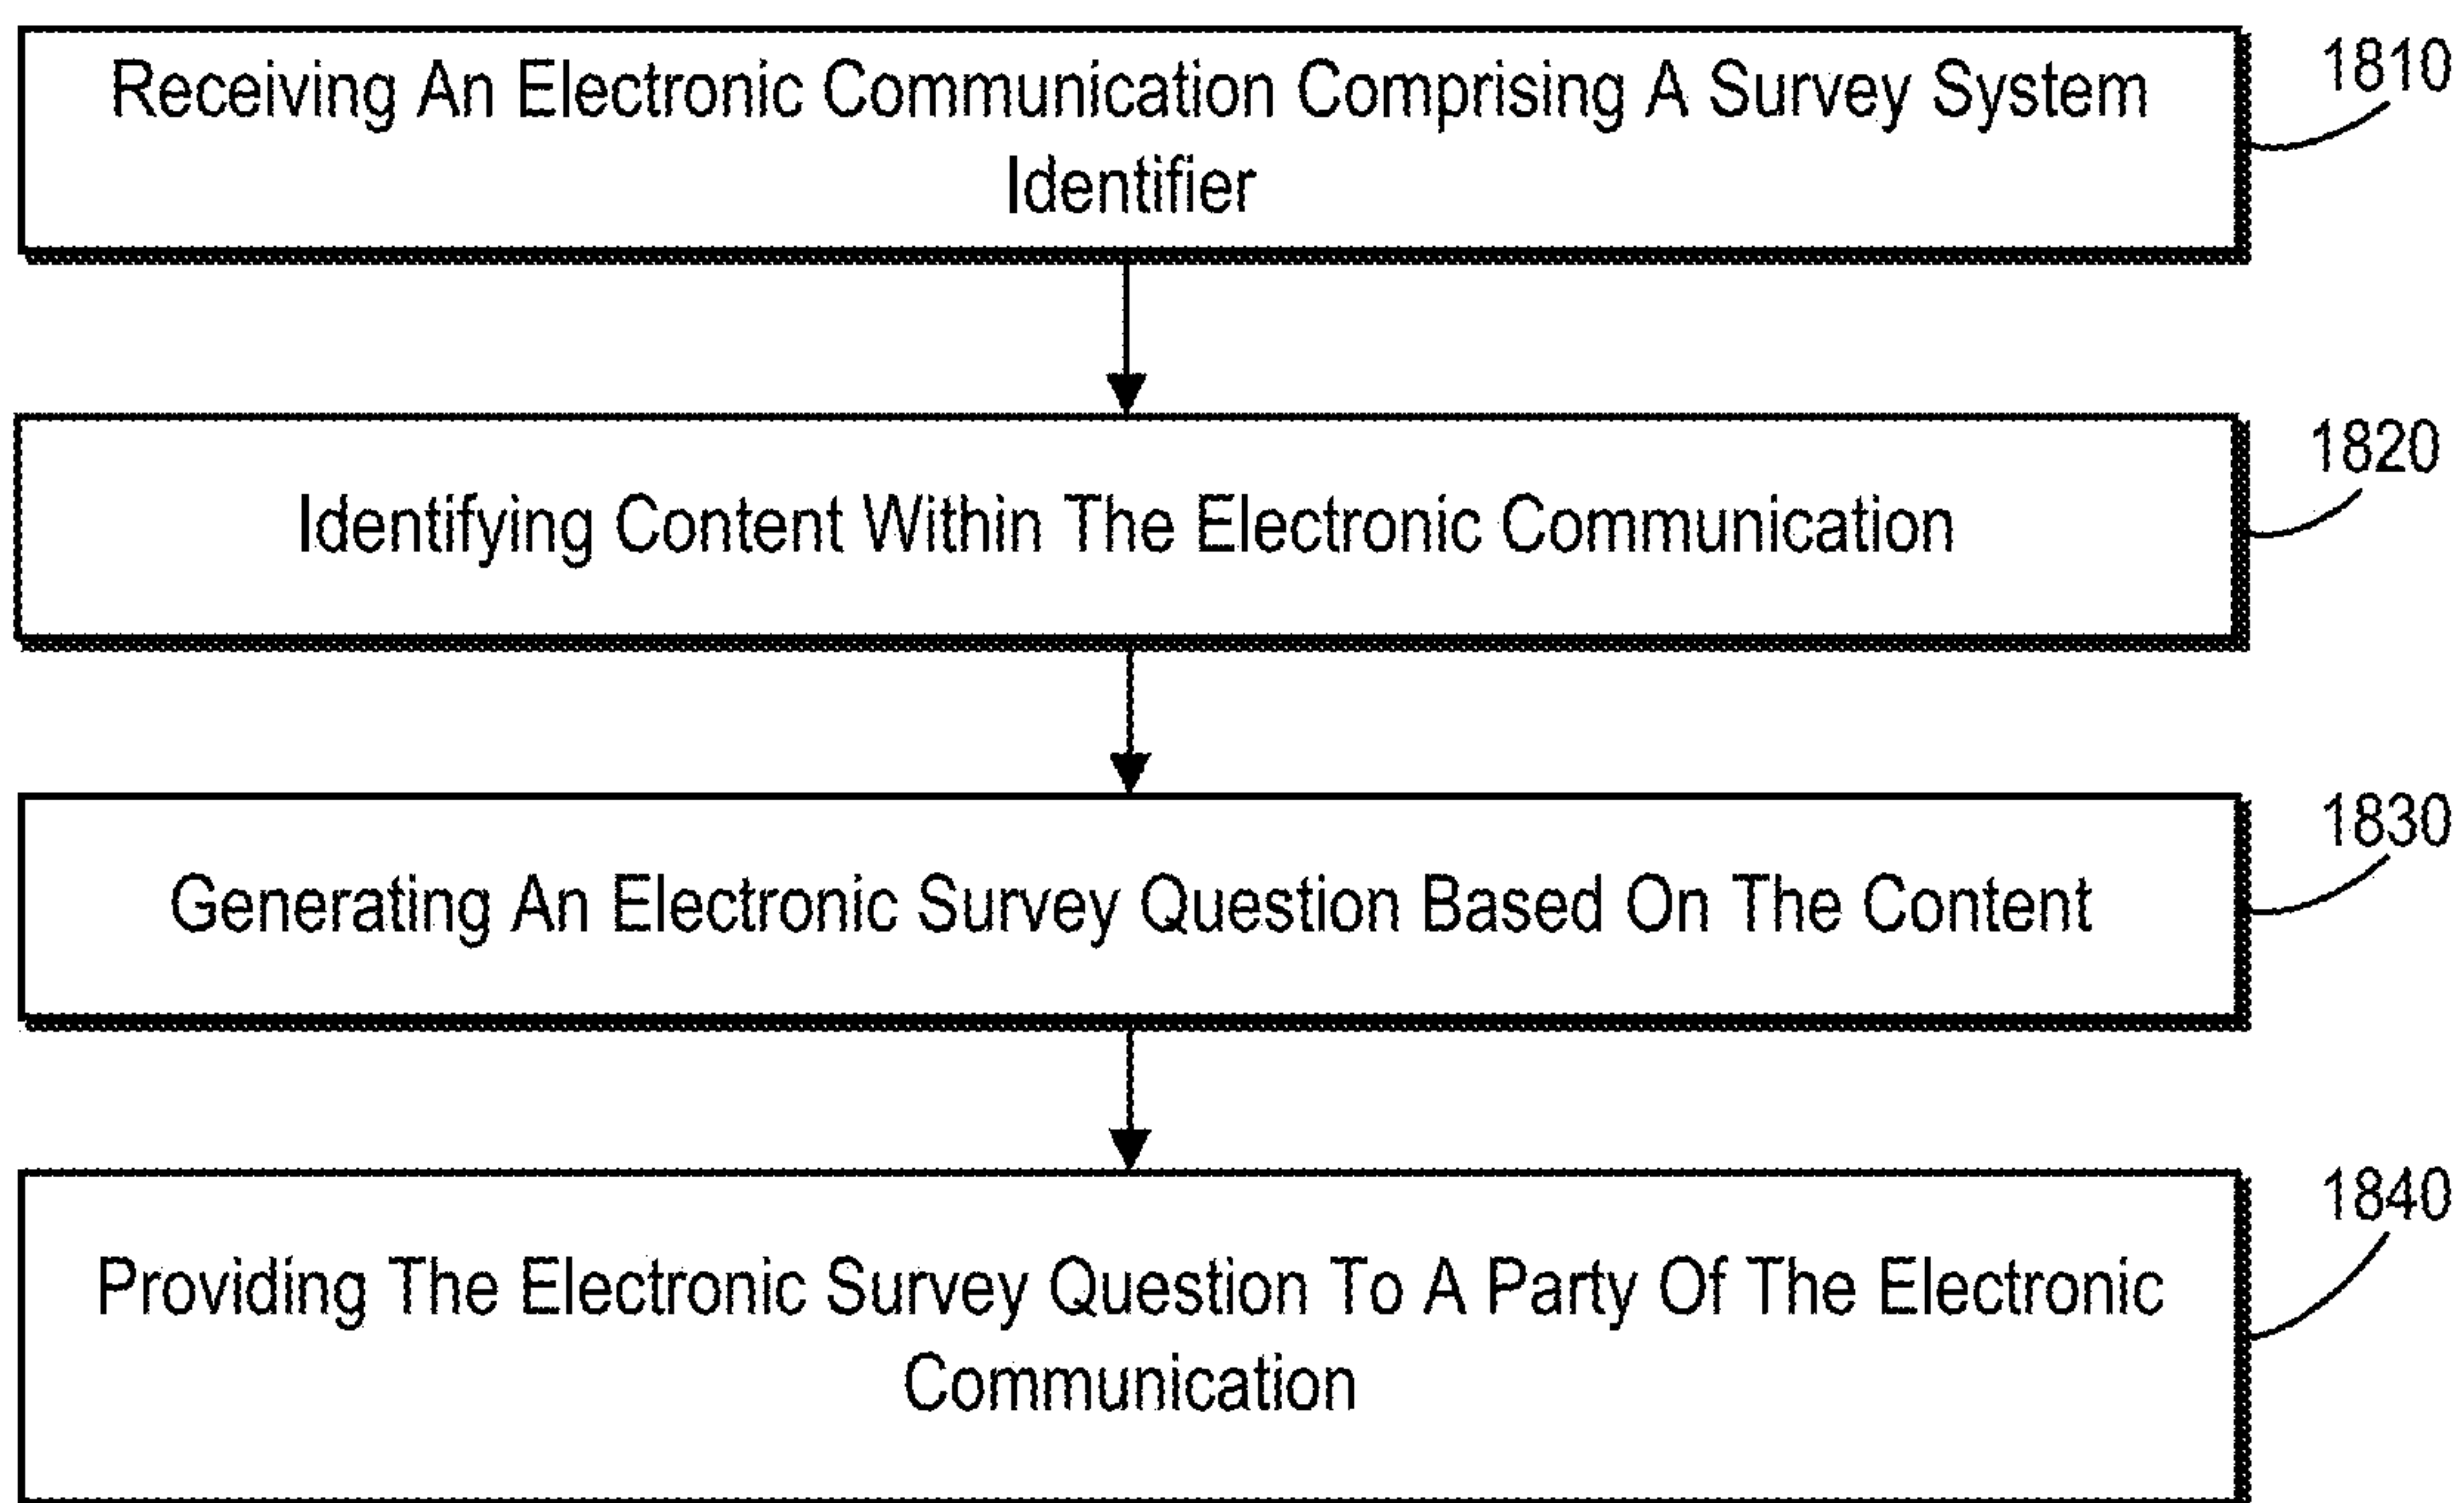 Receiving An Electronic Communication Comprising A Survey System
Identifier
1810
Identifying Content Within The Electronic Communication
1820
Generating An Electronic Survey Question Based On The Content
1830
Providing The Electronic Survey Question To A Party Of The Electronic
Communication
1840